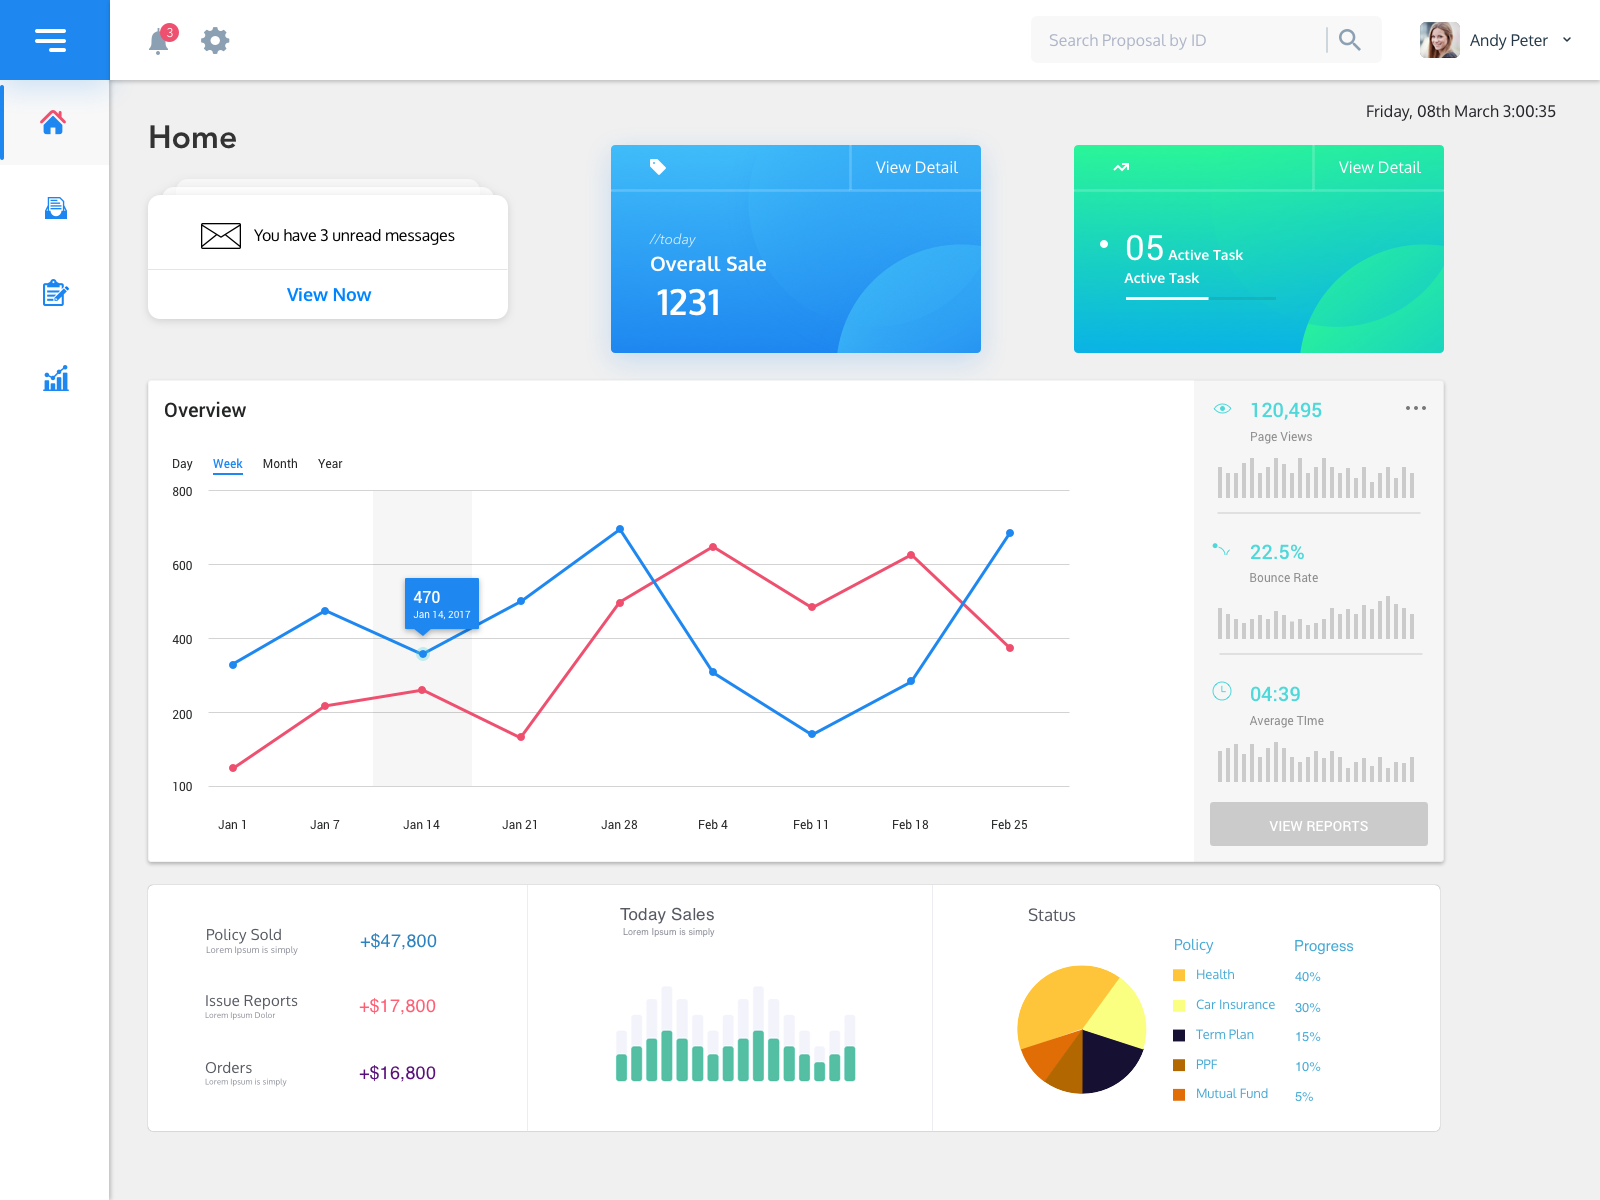 3
Search Proposal by ID
Andy Peter
Friday, 08th March 3:00:35
Home
You have 3 unread messages
View Now
View Detail
//today
Overall Sale
1231
View Detail
05 Active Task
Active Task
Overview
Day Week Month Year
800
600
400
200
100
470
Jan 14, 2017
Jan 1 Jan 7 Jan 14 Jan 21 Jan 28 Feb 4 Feb 11 Feb 18 Feb 25
120,495
Page Views
22.5%
Bounce Rate
04:39
Average TIme
VIEW REPORTS
Policy Sold
Lorem Ipsum is simply
+$47,800
Issue Reports
Lorem Ipsum Dolor
+$17,800
Orders
Lorem Ipsum is simply
+$16,800
Today Sales
Lorem Ipsum is simply
Status
Policy Progress
Health 40%
Car Insurance 30%
Term Plan 15%
PPF 10%
Mutual Fund 5%